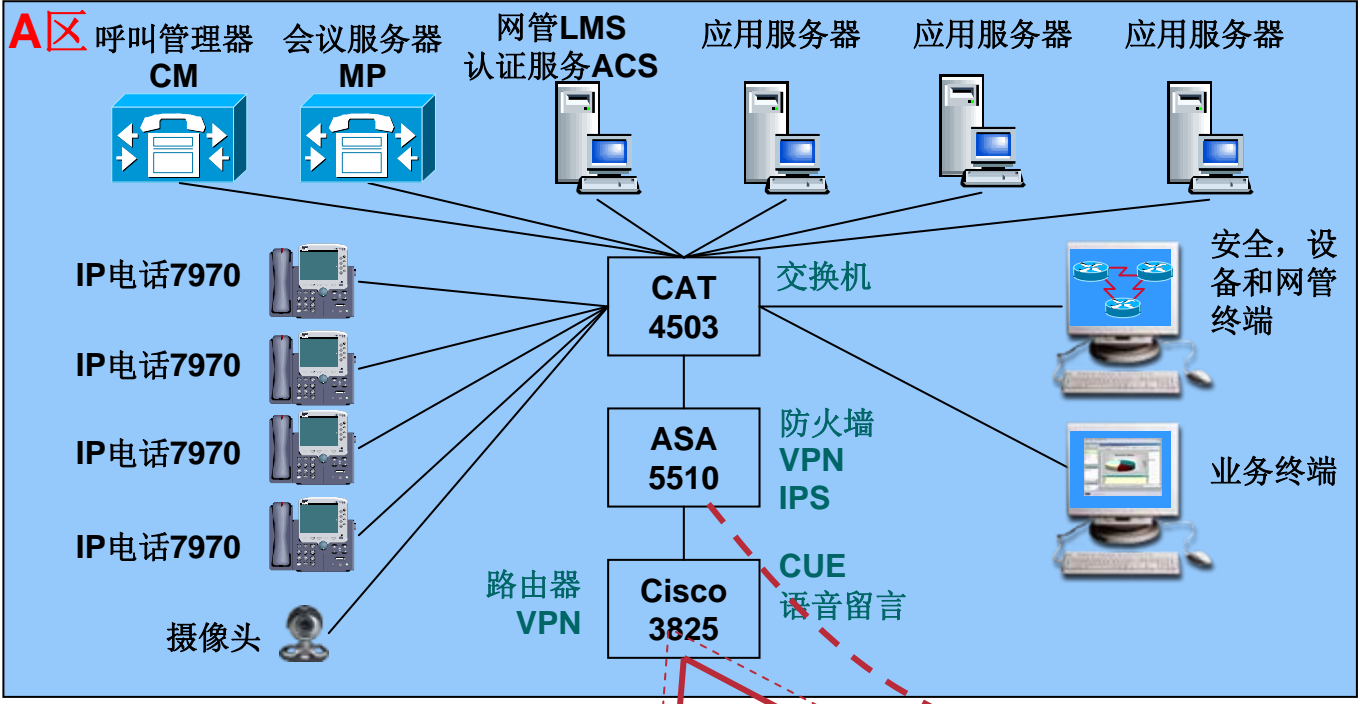 A区
呼叫管理器
CM
会议服务器
MP
网管LMS
认证服务ACS
应用服务器
应用服务器
应用服务器
IP电话7970
IP电话7970
IP电话7970
IP电话7970
摄像头
CAT
4503
交换机
ASA
5510
防火墙
VPN
IPS
Cisco
3825
路由器
VPN
CUE
语音留言
安全，设
备和网管
终端
业务终端